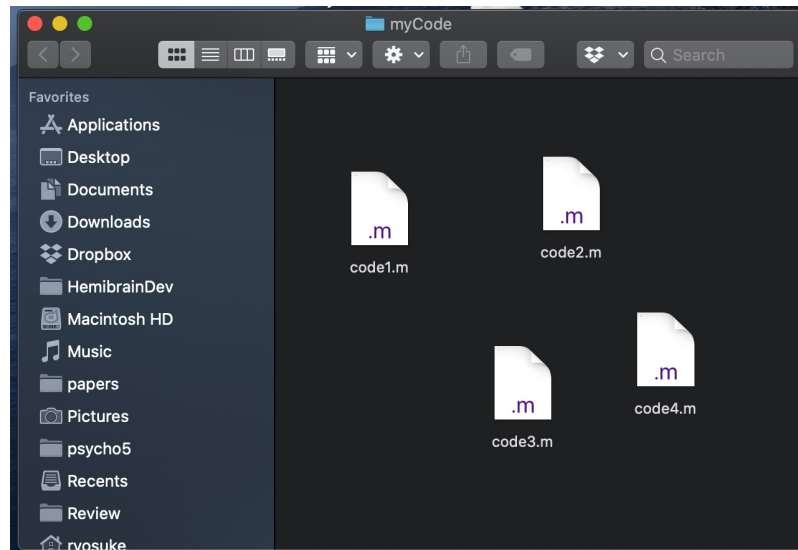 myCode
Search
Favorites
Applications
Desktop
Documents
Downloads
Dropbox
HemibrainDev
Macintosh HD
Music
papers
Pictures
psycho5
Recents
Review
ryosuke
.m
code1.m
.m
code2.m
.m
code3.m
.m
code4.m